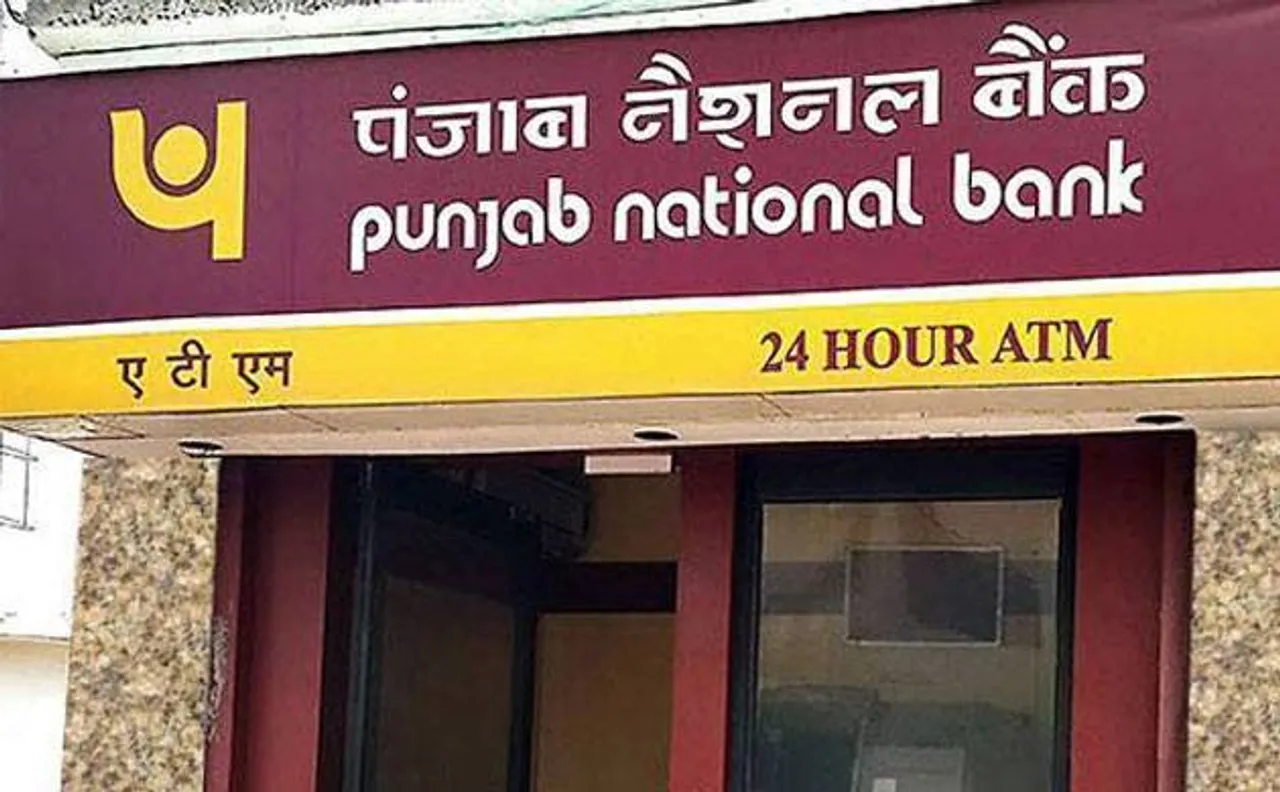 पंजाब नैशनल बैंक
punjab national bank
ए टी एम
24 HOUR ATM